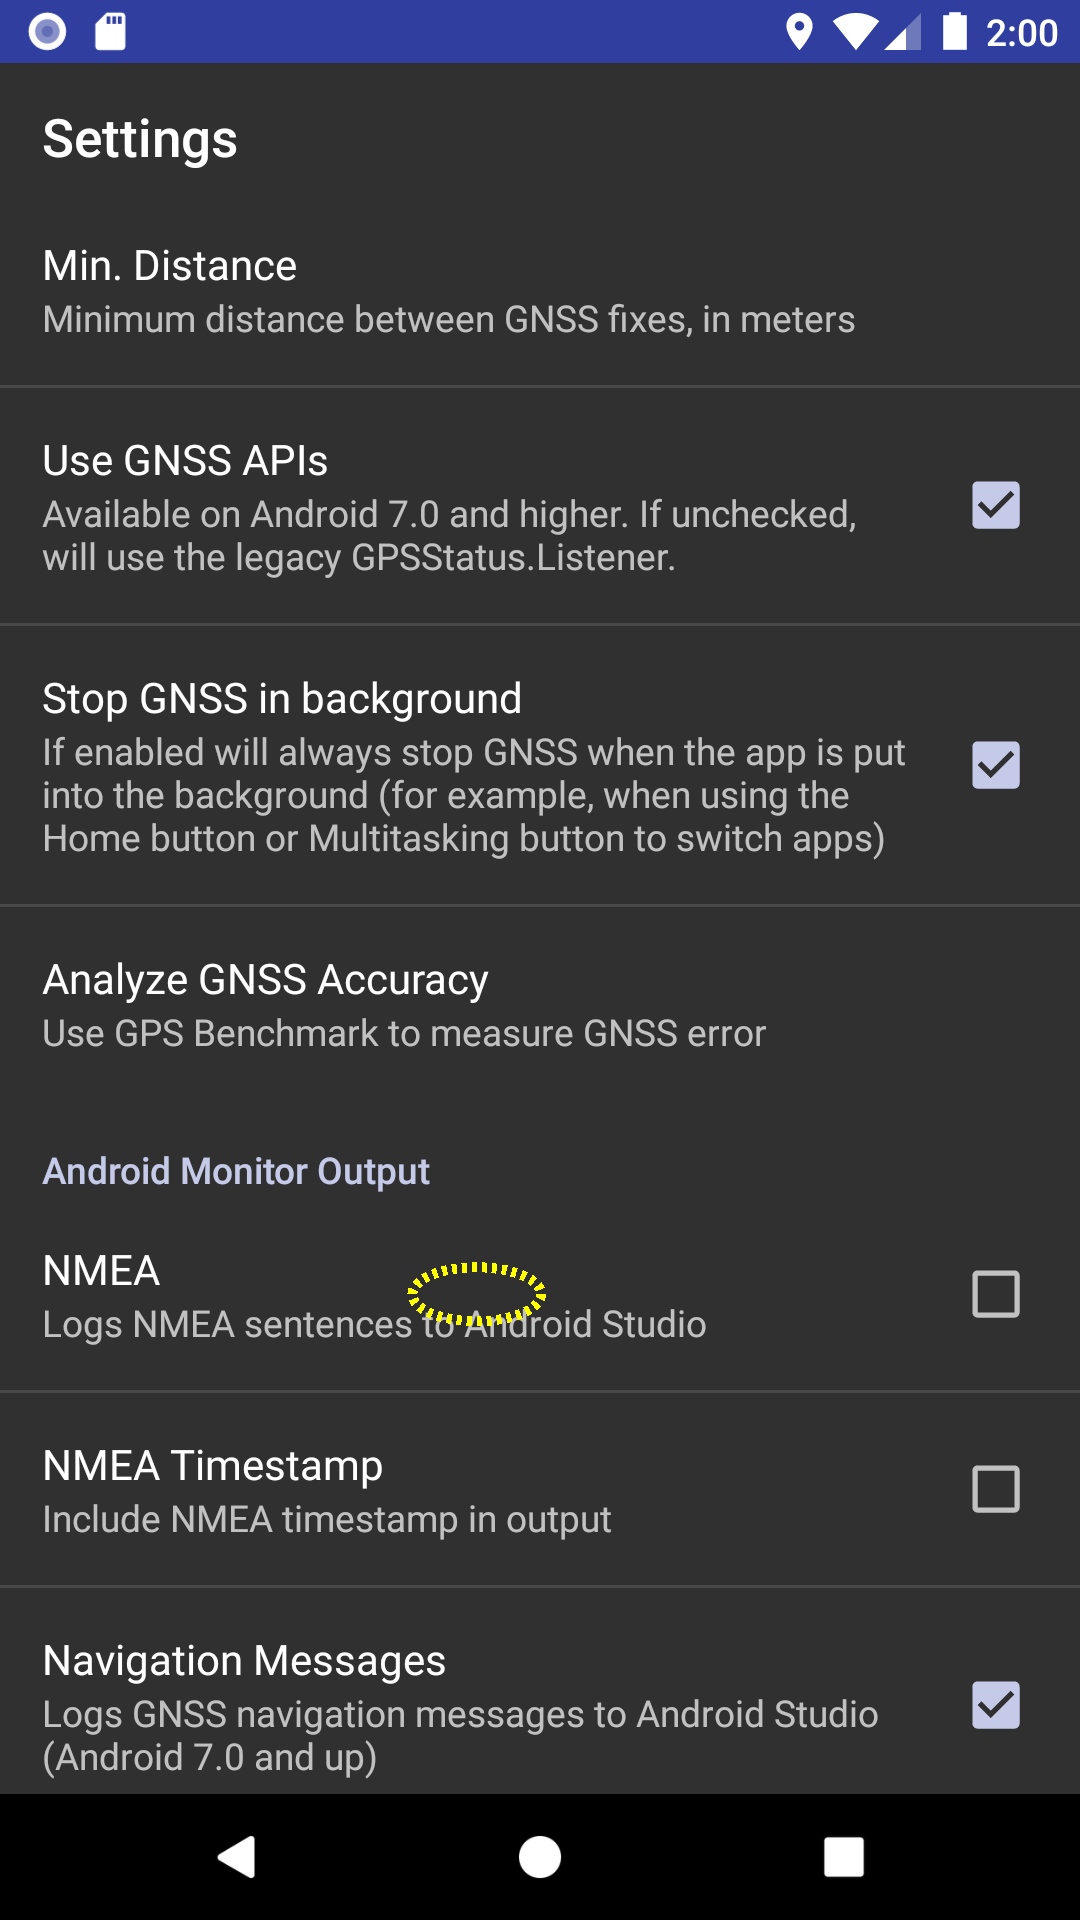 2:00
Settings
Min. Distance
Minimum distance between GNSS fixes, in meters
Use GNSS APIs
Available on Android 7.0 and higher. If unchecked,
will use the legacy GPSStatus.Listener.
Stop GNSS in background
If enabled will always stop GNSS when the app is put
into the background (for example, when using the
Home button or Multitasking button to switch apps)
Analyze GNSS Accuracy
Use GPS Benchmark to measure GNSS error
Android Monitor Output
NMEA
Logs NMEA sentences to Android Studio
NMEA Timestamp
Include NMEA timestamp in output
Navigation Messages
Logs GNSS navigation messages to Android Studio
(Android 7.0 and up)